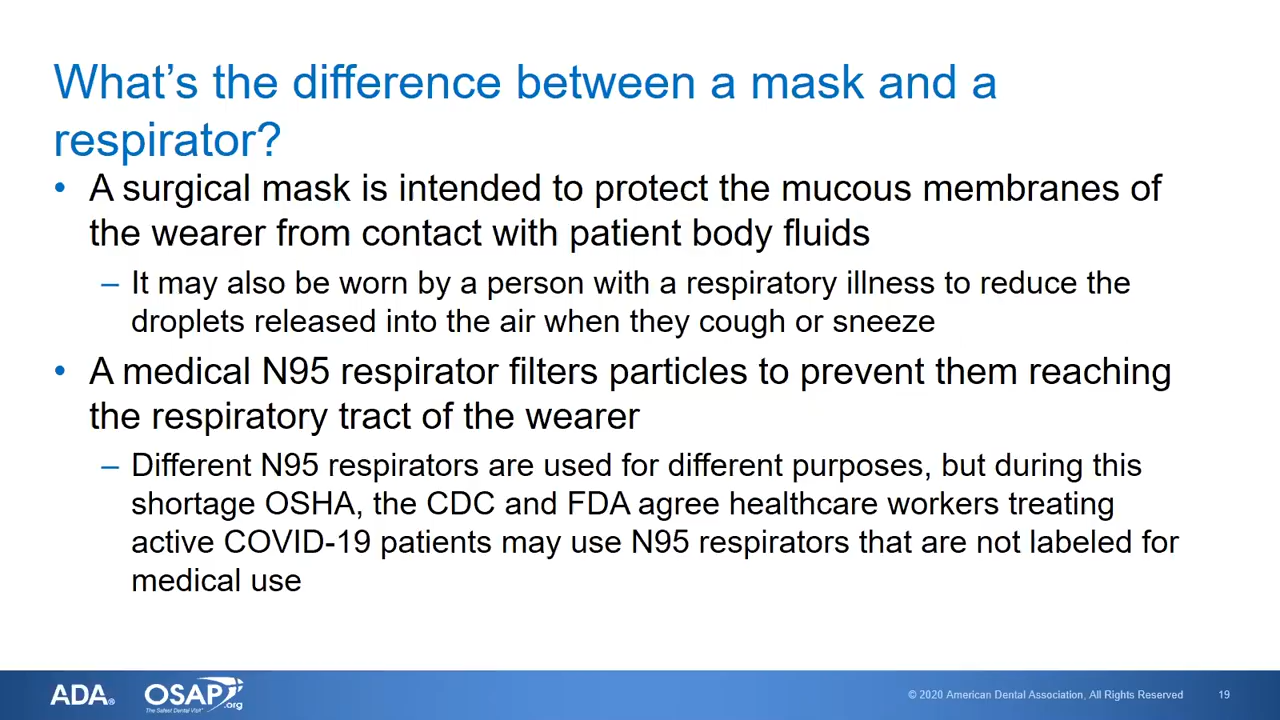 What’s the difference between a mask and a
respirator?
• A surgical mask is intended to protect the mucous membranes of
the wearer from contact with patient body fluids
– It may also be worn by a person with a respiratory illness to reduce the
droplets released into the air when they cough or sneeze
• A medical N95 respirator filters particles to prevent them reaching
the respiratory tract of the wearer
– Different N95 respirators are used for different purposes, but during this
shortage OSHA, the CDC and FDA agree healthcare workers treating
active COVID-19 patients may use N95 respirators that are not labeled for
medical use
ADA® OSAP.org
The Safest Dental Visit™
© 2020 American Dental Association, All Rights Reserved 19